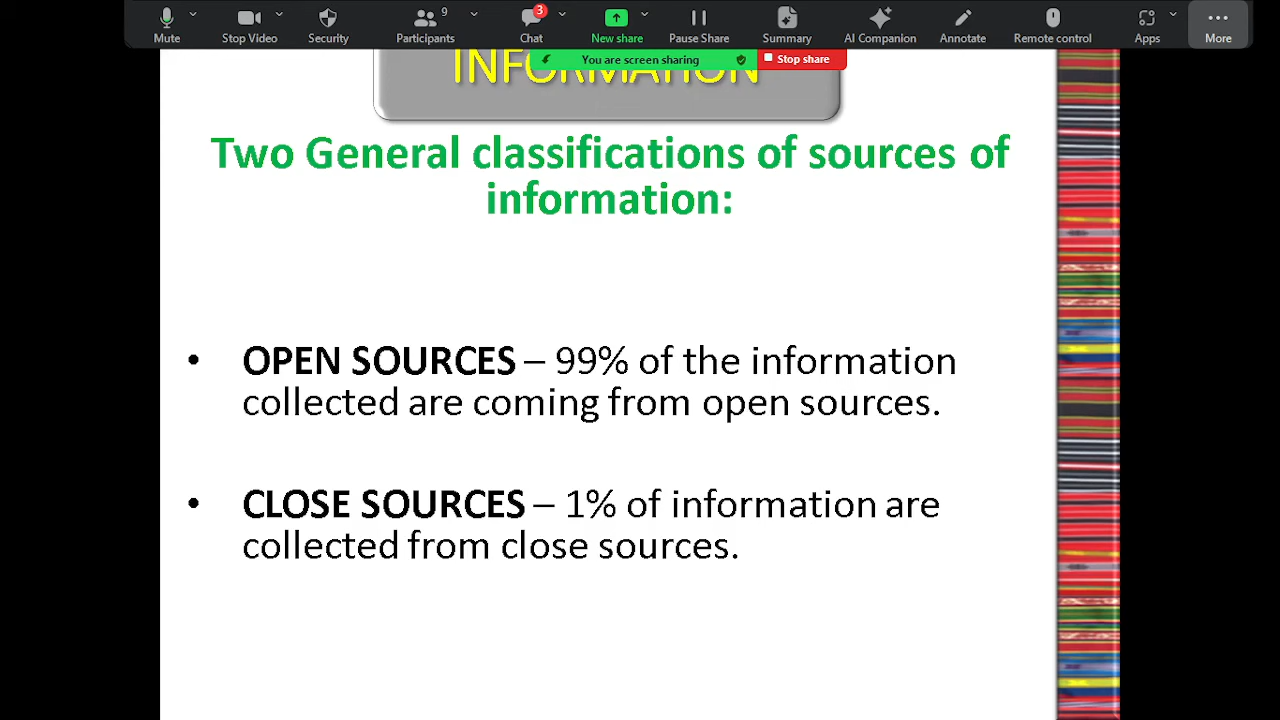 Mute
Stop Video
Security
9
Participants
3
Chat
New share
Pause Share
Summary
AI Companion
Annotate
Remote control
Apps
More
You are screen sharing
Stop share
INFORMATION
Two General classifications of sources of
information:
• OPEN SOURCES – 99% of the information
collected are coming from open sources.
• CLOSE SOURCES – 1% of information are
collected from close sources.